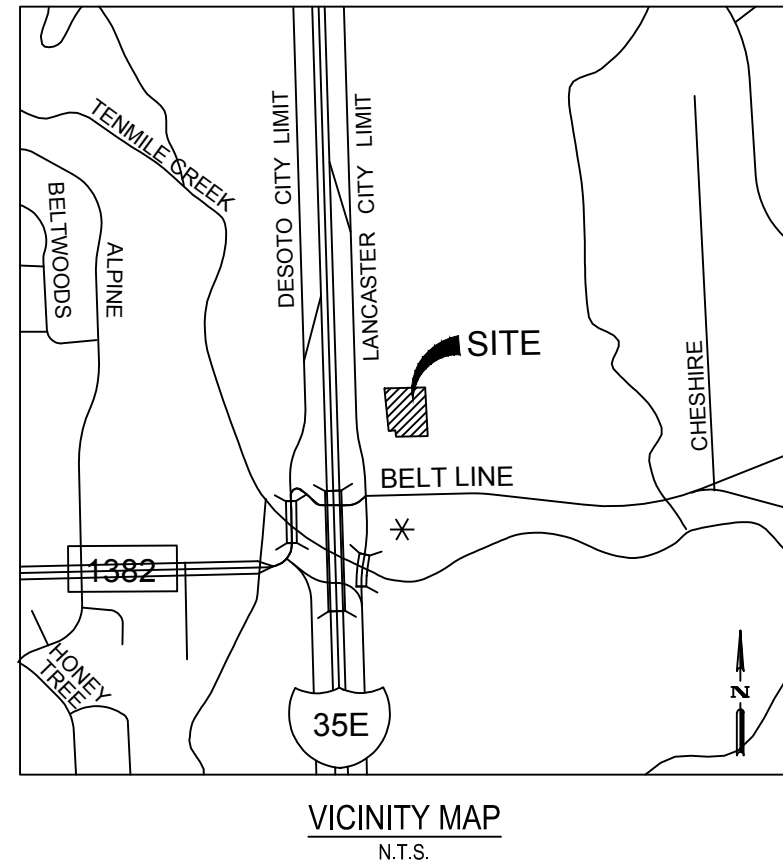 TENMILE CREEK
BELTWOODS
ALPINE
DESOTO CITY LIMIT
LANCASTER CITY LIMIT
SITE
CHESHIRE
BELT LINE
1382
HONEY
TREE
35E
N
VICINITY MAP
N.T.S.